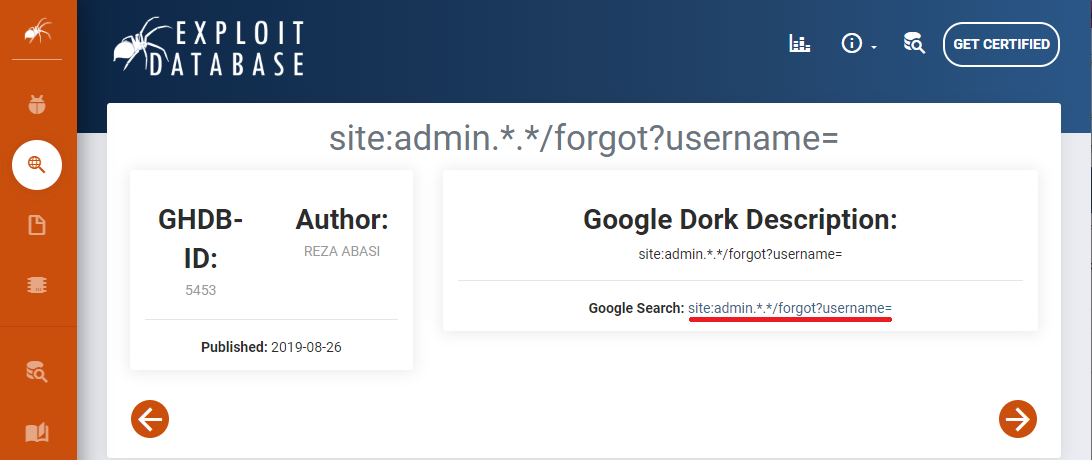 EXPLOIT
DATABASE
GET CERTIFIED
site:admin.*.*/forgot?username=
GHDB-
ID:
5453
Author:
REZA ABASI
Published: 2019-08-26
Google Dork Description:
site:admin.*.*/forgot?username=
Google Search: site:admin.*.*/forgot?username=